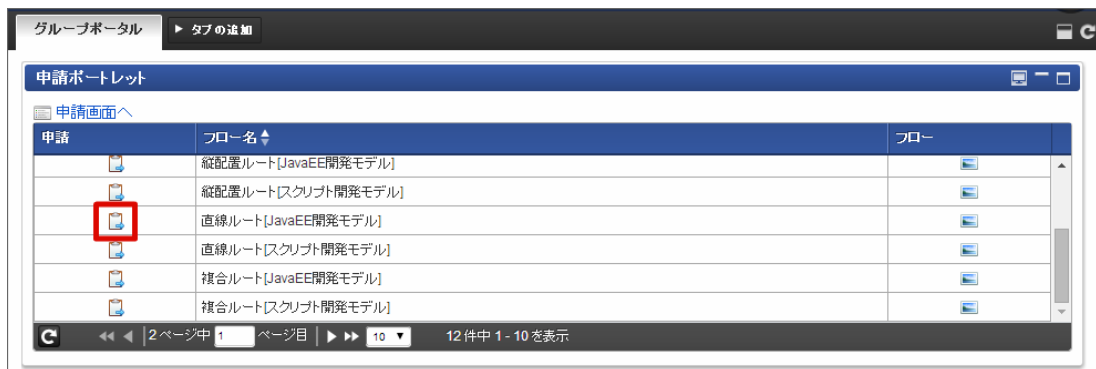 グループポータル ▶ タブの追加
申請ポートレット
申請画面へ
申請 フロー名 フロー
縦配置ルート[JavaEE開発モデル]
縦配置ルート[スクリプト開発モデル]
直線ルート[JavaEE開発モデル]
直線ルート[スクリプト開発モデル]
複合ルート[JavaEE開発モデル]
複合ルート[スクリプト開発モデル]
2ページ中 1 ページ目 10 12件中 1 - 10 を表示